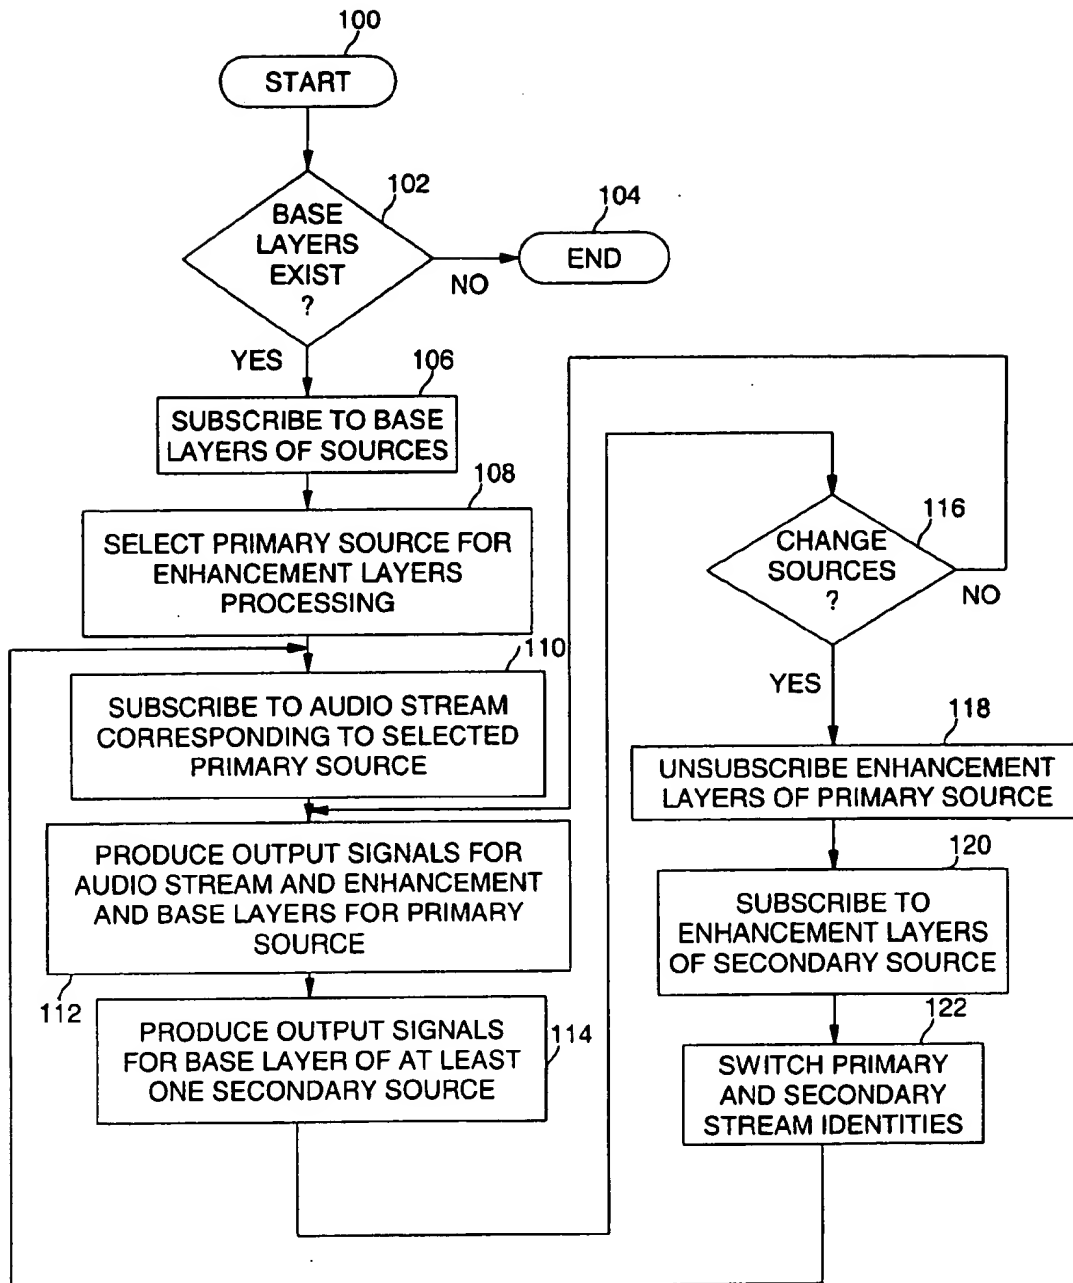 100
START
102
BASE
LAYERS
EXIST
?
104
END
NO
YES
106
SUBSCRIBE TO BASE
LAYERS OF SOURCES
108
SELECT PRIMARY SOURCE FOR
ENHANCEMENT LAYERS
PROCESSING
110
SUBSCRIBE TO AUDIO STREAM
CORRESPONDING TO SELECTED
PRIMARY SOURCE
PRODUCE OUTPUT SIGNALS FOR
AUDIO STREAM AND ENHANCEMENT
AND BASE LAYERS FOR PRIMARY
SOURCE
112
PRODUCE OUTPUT SIGNALS
FOR BASE LAYER OF AT LEAST
ONE SECONDARY SOURCE
114
116
CHANGE
SOURCES
?
NO
YES
118
UNSUBSCRIBE ENHANCEMENT
LAYERS OF PRIMARY SOURCE
120
SUBSCRIBE TO
ENHANCEMENT LAYERS
OF SECONDARY SOURCE
122
SWITCH PRIMARY
AND SECONDARY
STREAM IDENTITIES